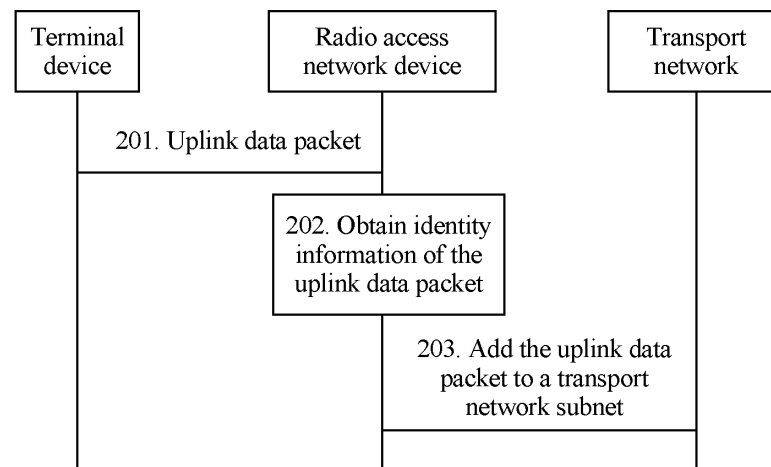 Terminal
device
Radio access
network device
Transport
network
201. Uplink data packet
202. Obtain identity
information of the
uplink data packet
203. Add the uplink data
packet to a transport
network subnet